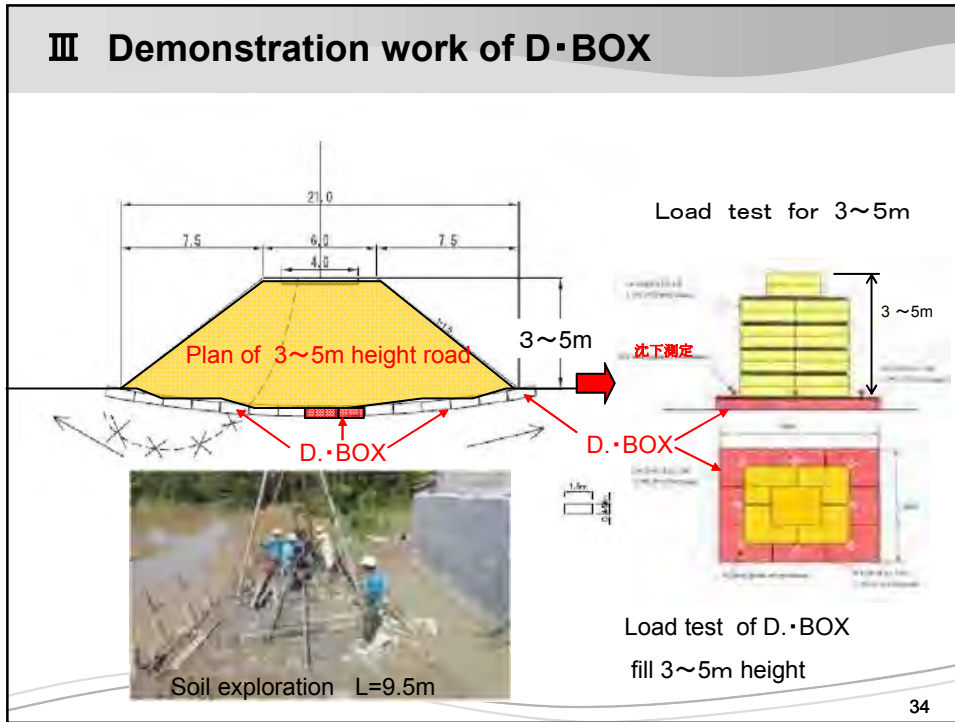 Ⅲ Demonstration work of D・BOX
21.0
7.5
6.0
7.5
4.0
Plan of 3~5m height road
3~5m
D.・BOX
Soil exploration L=9.5m
Load test for 3~5m
3 ~5m
沈下測定
D.・BOX
1.5m
Load test of D.・BOX
fill 3~5m height
34